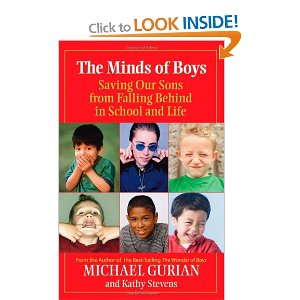 Click to LOOK INSIDE!
The Minds of Boys
Saving Our Sons
from Falling Behind
in School and Life
From the Author of the Best-Selling The Wonder of Boys
MICHAEL GURIAN
and Kathy Stevens